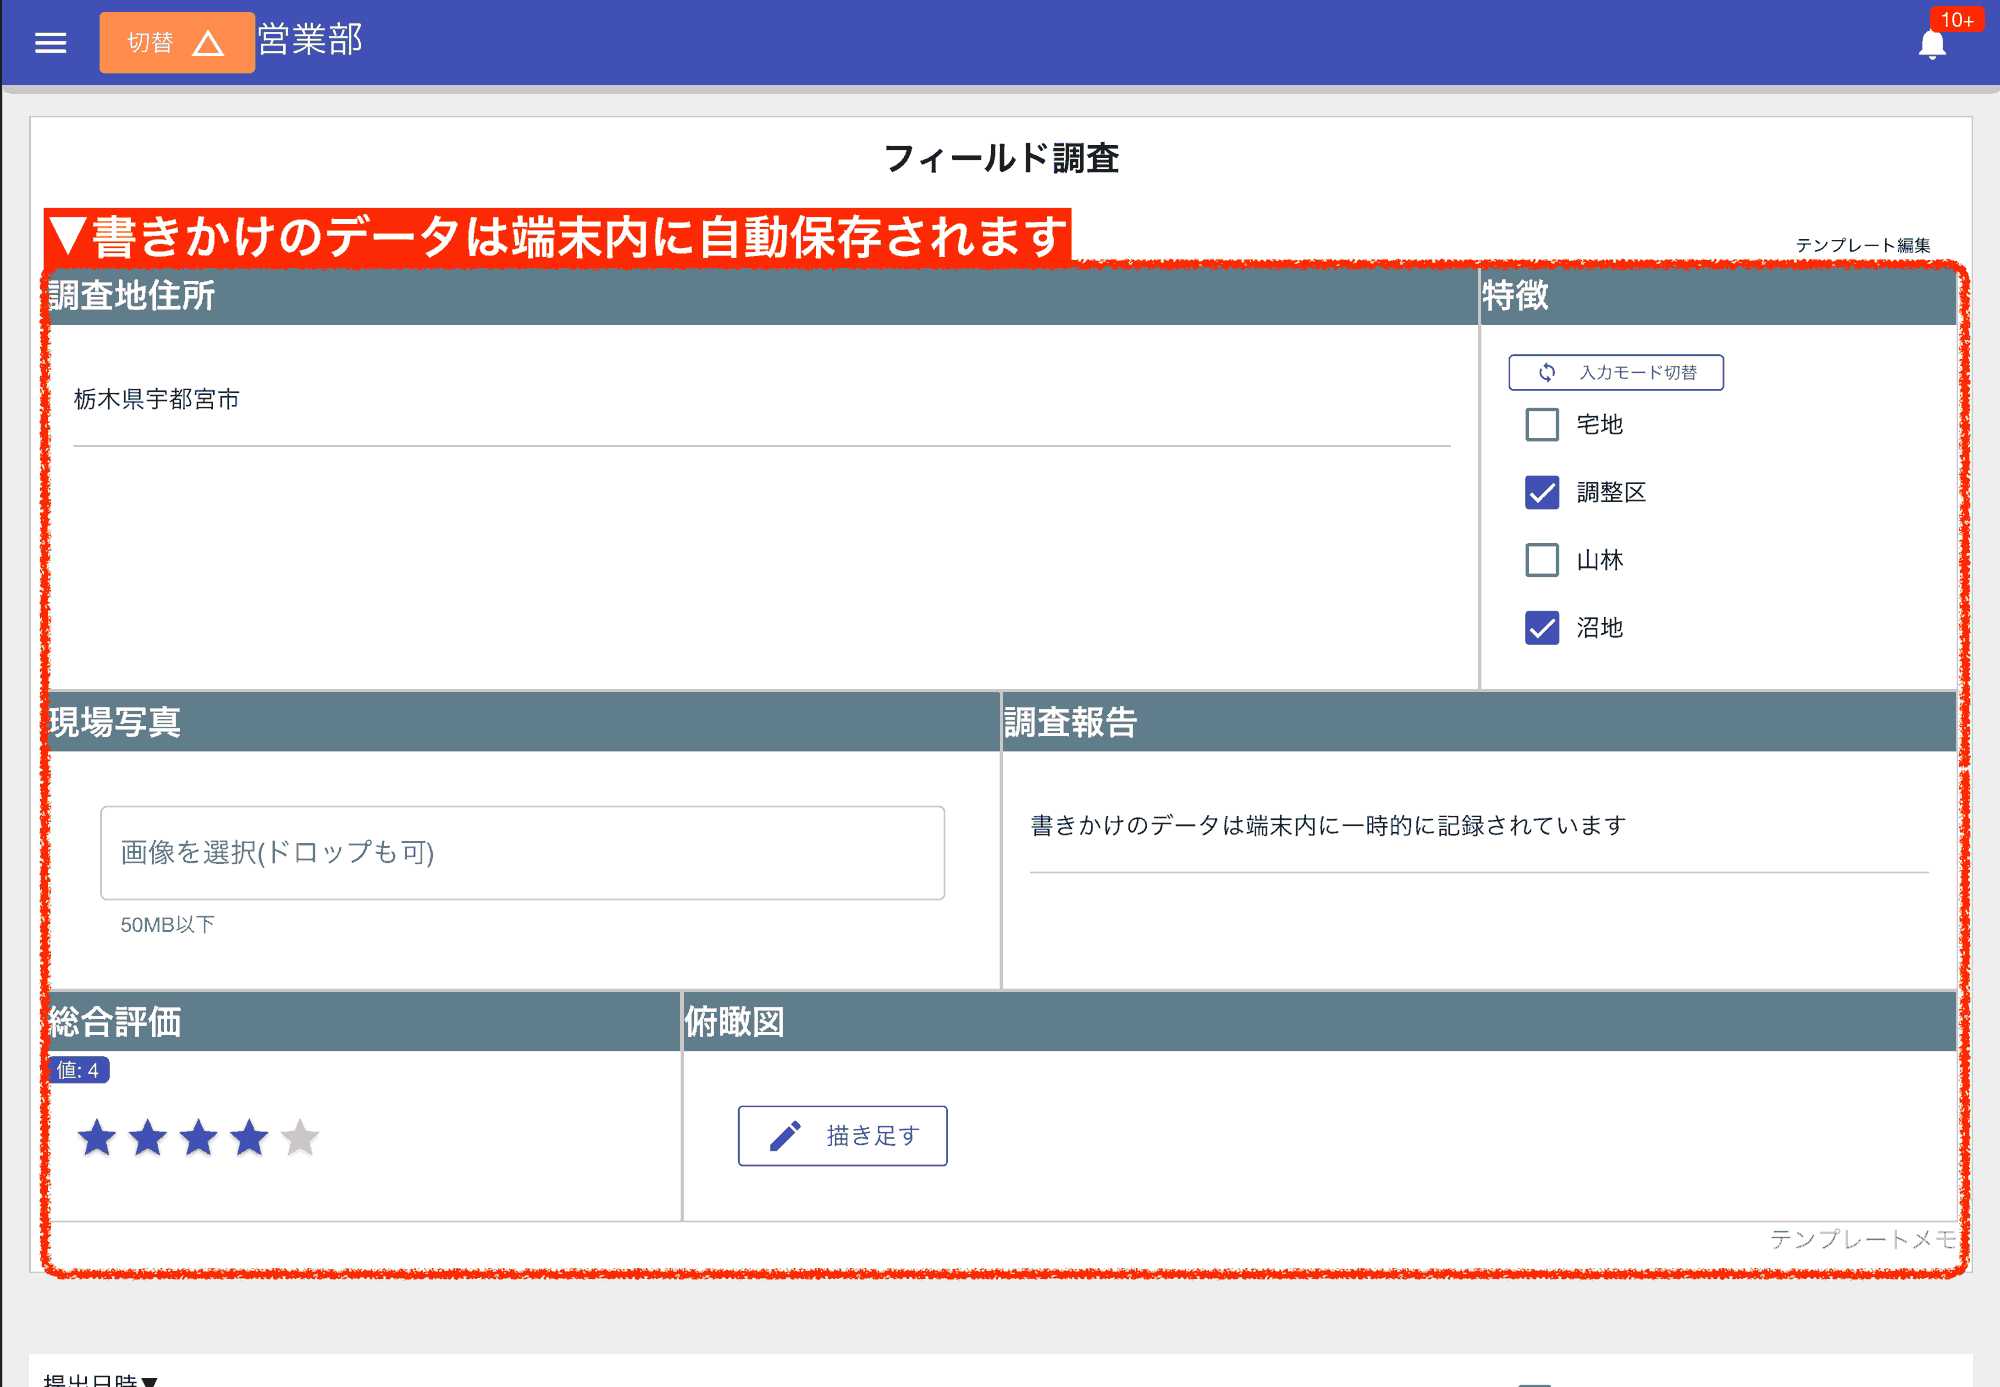 切替 営業部
10+
フィールド調査
▼書きかけのデータは端末内に自動保存されます
テンプレート編集
調査地住所
特徴
栃木県宇都宮市
入力モード切替
宅地
調整区
山林
沼地
現場写真
調査報告
画像を選択(ドロップも可)
50MB以下
書きかけのデータは端末内に一時的に記録されています
総合評価
俯瞰図
値: 4
描き足す
テンプレートメモ
提出日時▼